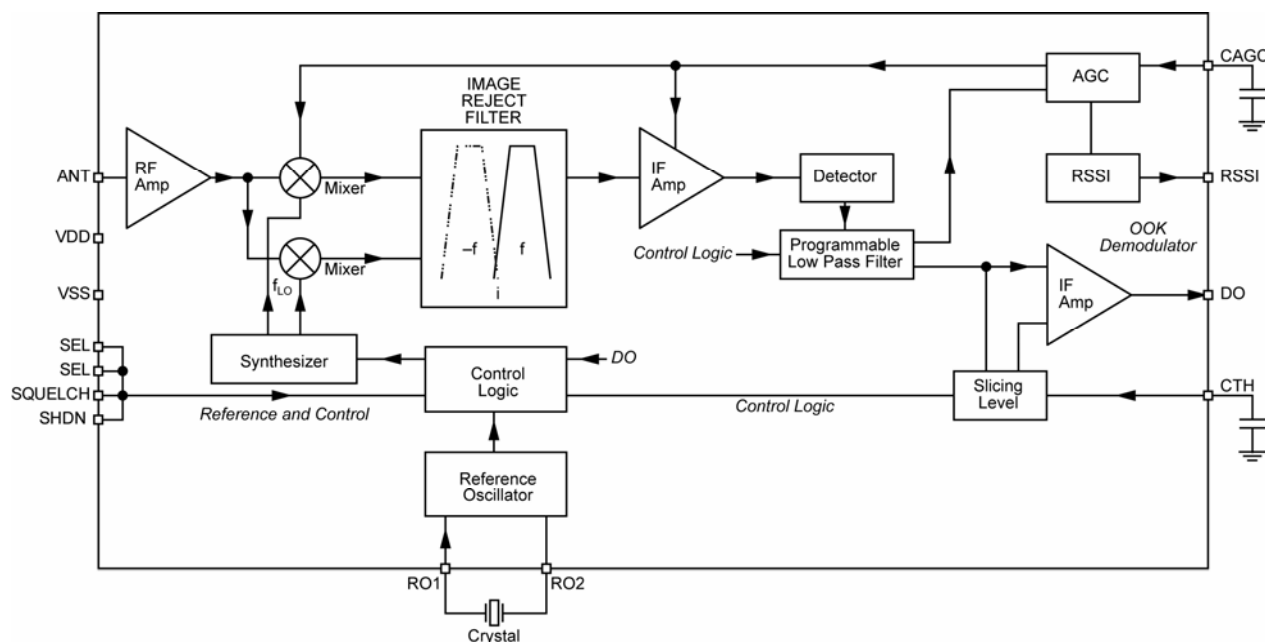 CAGC
IMAGE
REJECT
FILTER
AGC
RF
Amp
IF
Amp
ANT
Mixer
Detector
RSSI
RSSI
VDD
–f
f
Control Logic
Programmable
Low Pass Filter
OOK
Demodulator
Mixer
VSS
fLO
i
IF
Amp
DO
SEL
SEL
Synthesizer
Control
Logic
DO
SQUELCH
SHDN
Reference and Control
Control Logic
Slicing
Level
CTH
Reference
Oscillator
RO1
RO2
Crystal